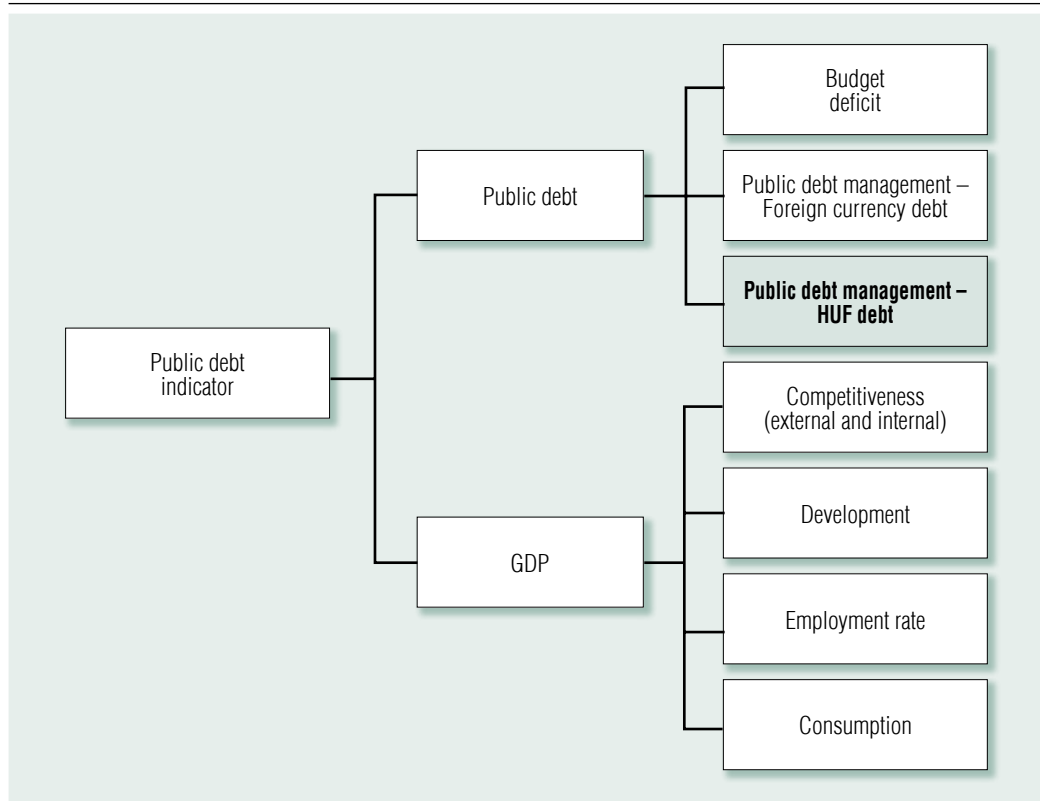 Budget
deficit
Public debt management –
Foreign currency debt
Public debt
Public debt management –
HUF debt
Public debt
indicator
Competitiveness
(external and internal)
Development
GDP
Employment rate
Consumption